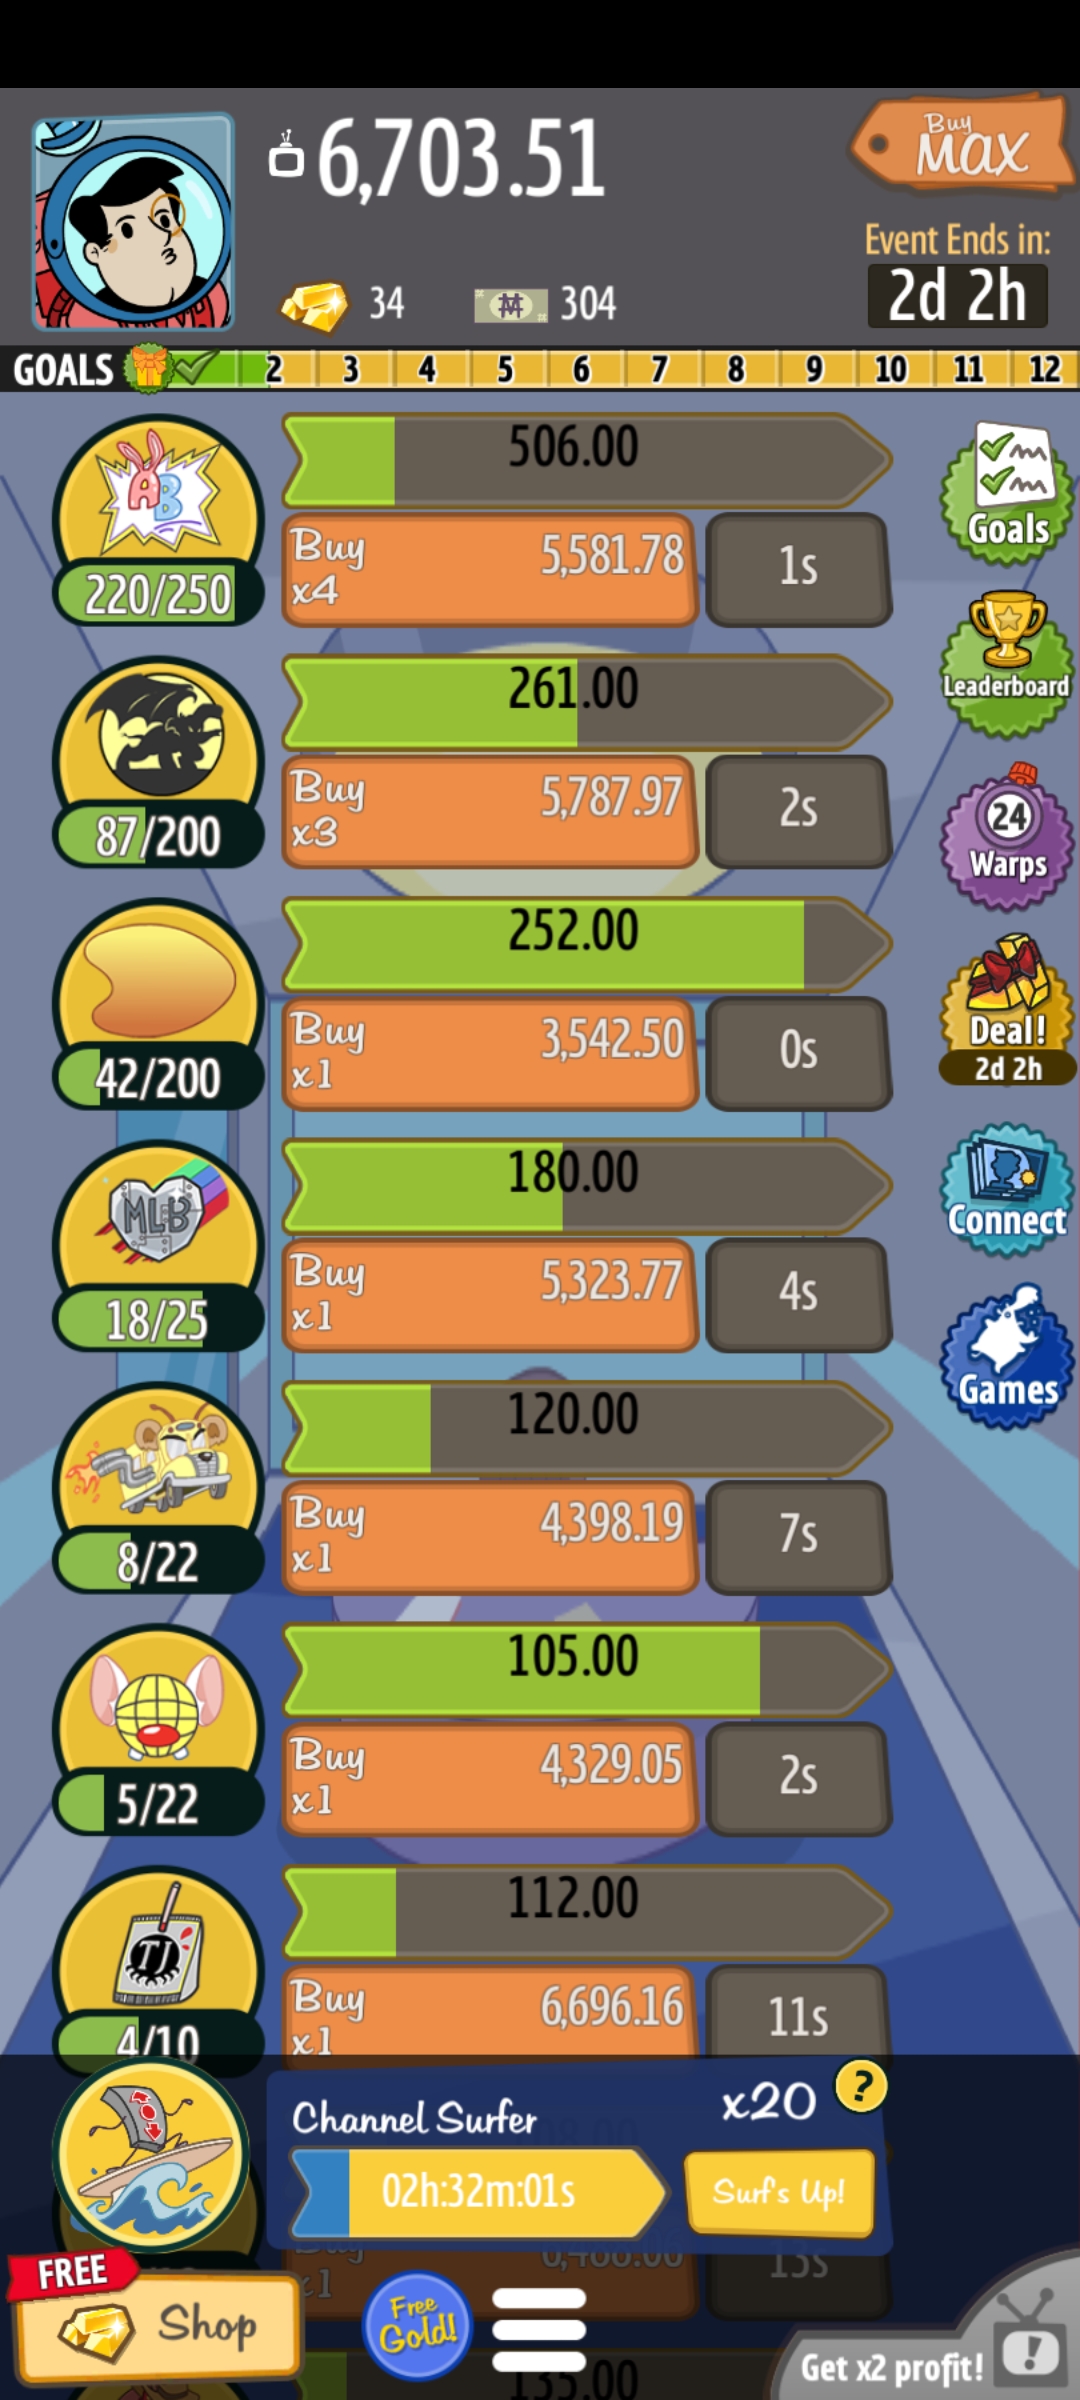 6,703.51
Buy
MAX
Event Ends in:
2d 2h
34
304
GOALS 2 3 4 5 6 7 8 9 10 11 12
AB
220/250
506.00
Buy
x4
5,581.78
1s
Goals
87/200
261.00
Buy
x3
5,787.97
2s
Leaderboard
24
Warps
42/200
252.00
Buy
x1
3,542.50
0s
Deal!
2d 2h
MLB
18/25
180.00
Buy
x1
5,323.77
4s
Connect
8/22
120.00
Buy
x1
4,398.19
7s
Games
5/22
105.00
Buy
x1
4,329.05
2s
TJ
4/10
112.00
Buy
x1
6,696.16
11s
Channel Surfer
x20
?
02h:32m:01s
Surf's Up!
x1
13s
FREE
Shop
Free
Gold!
135.00
Get x2 profit!
!